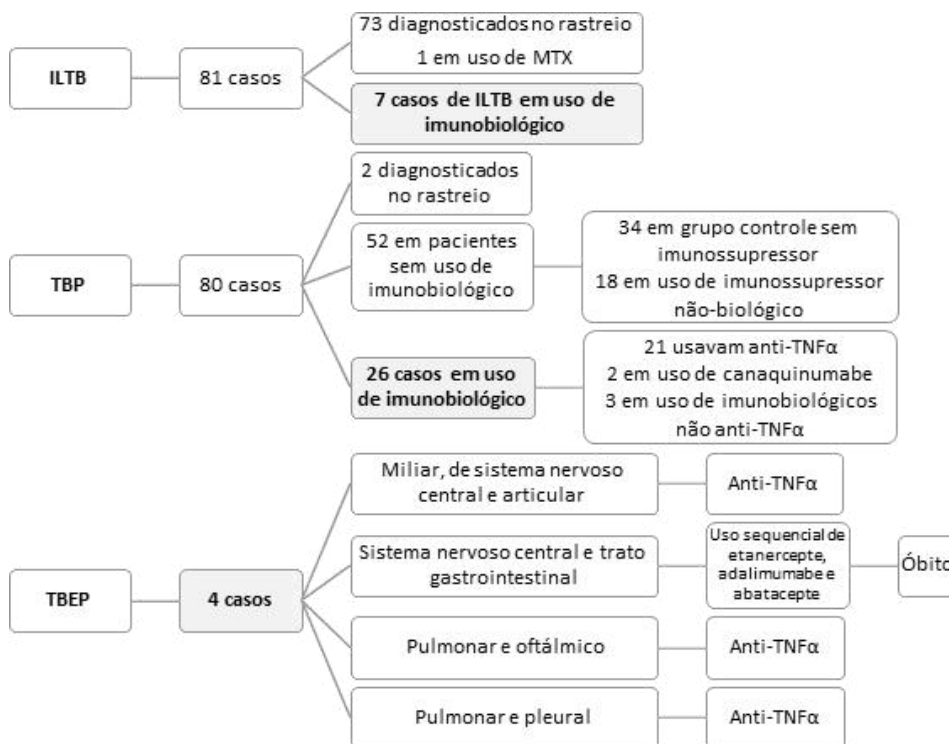 ILTB
81 casos
73 diagnosticados no rastreio
1 em uso de MTX
7 casos de ILTB em uso de
imunobiológico
TBP
80 casos
2 diagnosticados
no rastreio
52 em pacientes
sem uso de
imunobiológico
34 em grupo controle sem
imunossupressor
18 em uso de imunossupressor
não-biológico
26 casos em uso
de imunobiológico
21 usavam anti-TNFα
2 em uso de canaquinumabe
3 em uso de imunobiológicos
não anti-TNFα
TBEP
4 casos
Miliar, de sistema nervoso
central e articular
Anti-TNFα
Sistema nervoso central e trato
gastrointestinal
Uso sequencial de
etanercepte,
adalimumabe e
abatacepte
Óbito
Pulmonar e oftálmico
Anti-TNFα
Pulmonar e pleural
Anti-TNFα